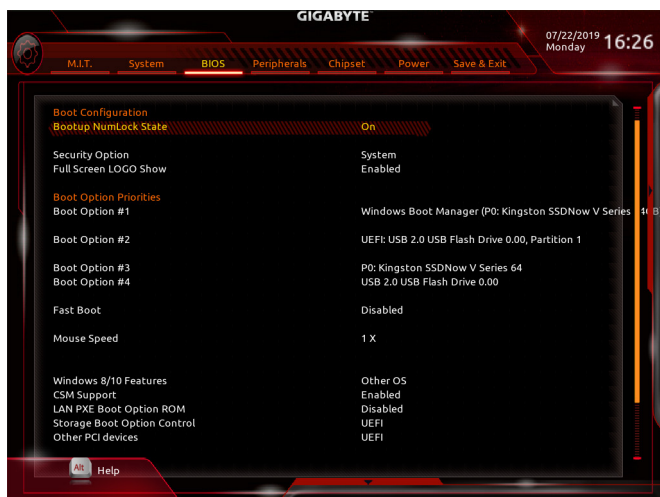 GIGABYTE™
07/22/2019 Monday 16:26
M.I.T. System BIOS Peripherals Chipset Power Save & Exit
Boot Configuration
Bootup NumLock State On
Security Option System
Full Screen LOGO Show Enabled
Boot Option Priorities
Boot Option #1 Windows Boot Manager (P0: Kingston SSDNow V Series
Boot Option #2 UEFI: USB 2.0 USB Flash Drive 0.00, Partition 1
Boot Option #3 P0: Kingston SSDNow V Series 64
Boot Option #4 USB 2.0 USB Flash Drive 0.00
Fast Boot Disabled
Mouse Speed 1 X
Windows 8/10 Features Other OS
CSM Support Enabled
LAN PXE Boot Option ROM Disabled
Storage Boot Option Control UEFI
Other PCI devices UEFI
Alt Help